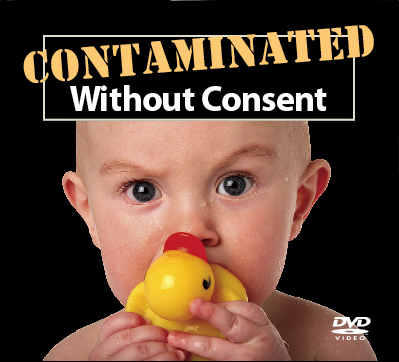 CONTAMINATED
Without Consent
DVD
VIDEO